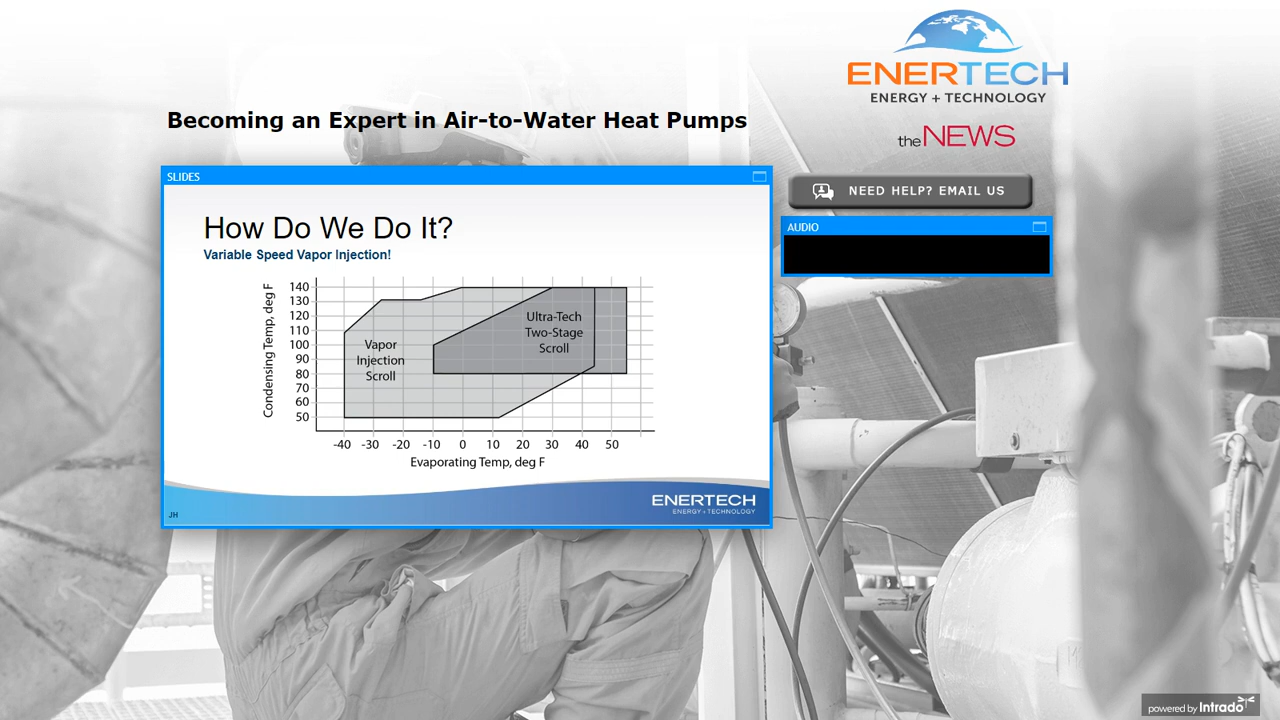 ENERTECH
ENERGY + TECHNOLOGY
Becoming an Expert in Air-to-Water Heat Pumps
the NEWS
SLIDES
NEED HELP? EMAIL US
AUDIO
How Do We Do It?
Variable Speed Vapor Injection!
Condensing Temp, deg F
140
130
120
110
100
90
80
70
60
50
Vapor
Injection
Scroll
Ultra-Tech
Two-Stage
Scroll
-40 -30 -20 -10 0 10 20 30 40 50
Evaporating Temp, deg F
ENERTECH
ENERGY + TECHNOLOGY
JH
powered by Intrado